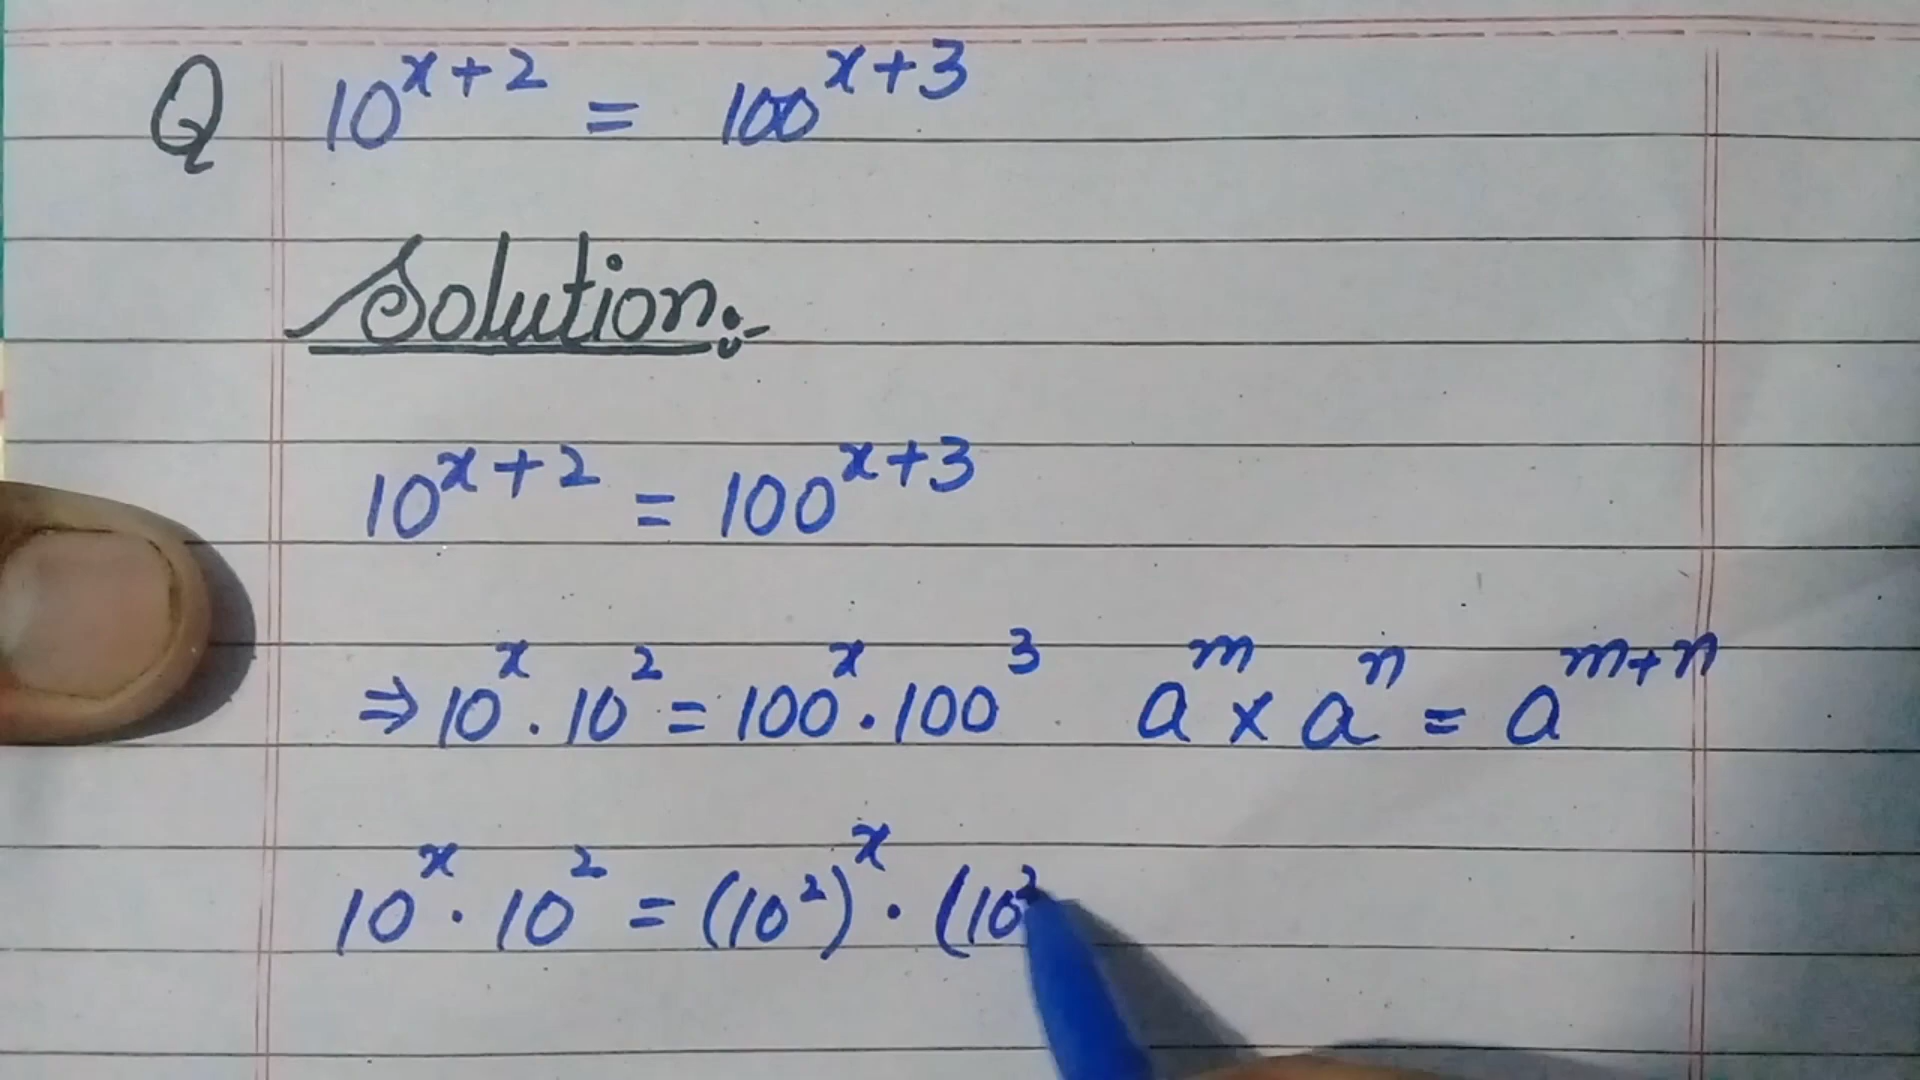 Q 10^{x+2} = 100^{x+3}
Solution:-
10^{x+2} = 100^{x+3}
⇒ 10^x · 10^2 = 100^x · 100^3 a^m × a^n = a^{m+n}
10^x · 10^2 = (10^2)^x · (10^2